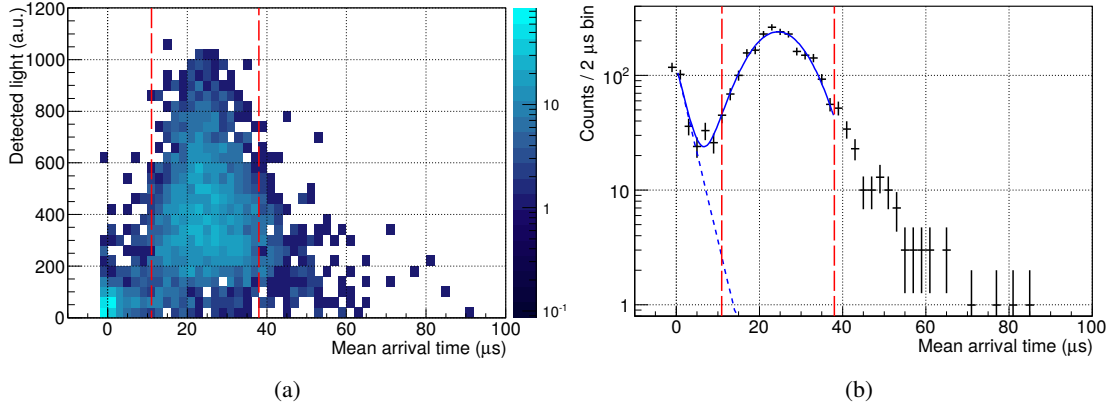 1200
1000
800
600
400
200
0
Detected light (a.u.)
0 20 40 60 80 100
Mean arrival time (μs)
10
1
10⁻¹
(a)
10²
10
1
Counts / 2 μs bin
0 20 40 60 80 100
Mean arrival time (μs)
(b)